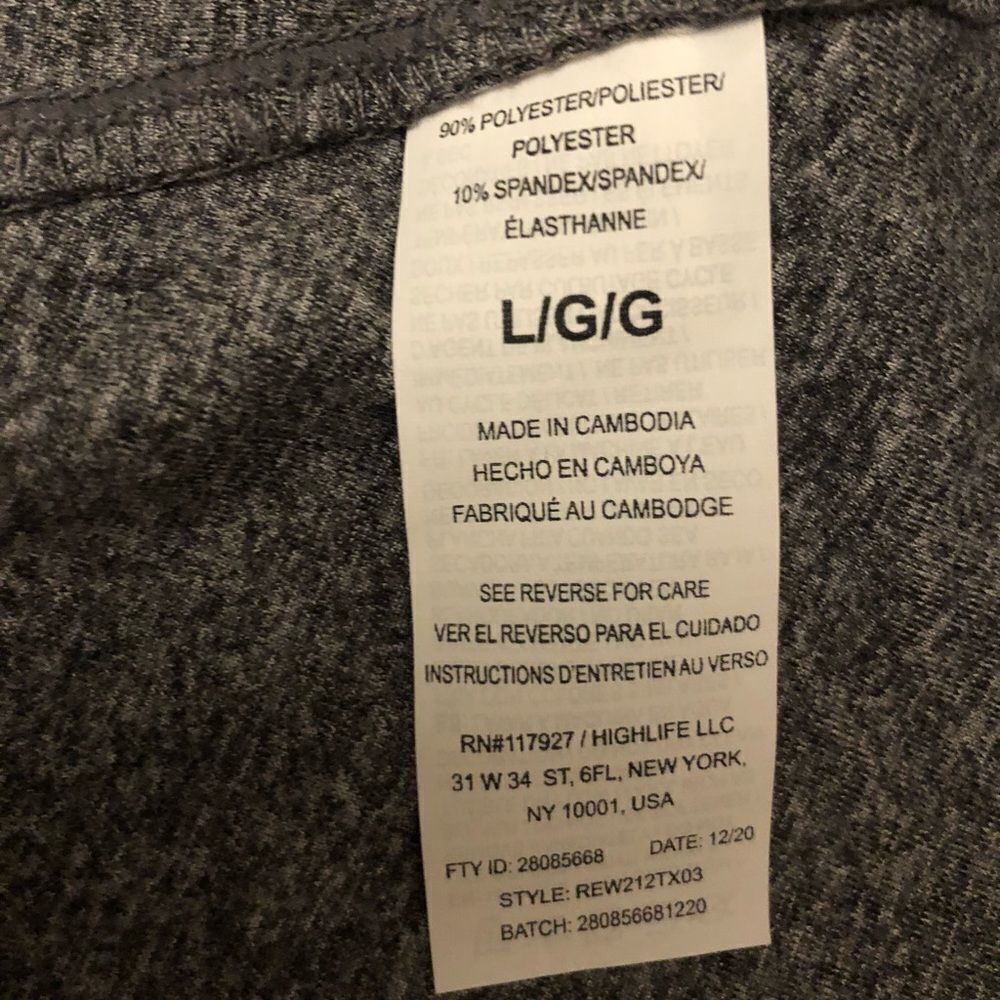 90% POLYESTER/POLIESTER/
POLYESTER
10% SPANDEX/SPANDEX/
ÉLASTHANNE
L/G/G
MADE IN CAMBODIA
HECHO EN CAMBOYA
FABRIQUÉ AU CAMBODGE
SEE REVERSE FOR CARE
VER EL REVERSO PARA EL CUIDADO
INSTRUCTIONS D'ENTRETIEN AU VERSO
RN#117927 / HIGHLIFE LLC
31 W 34 ST, 6FL, NEW YORK,
NY 10001, USA
FTY ID: 28085668 DATE: 12/20
STYLE: REW212TX03
BATCH: 280856681220